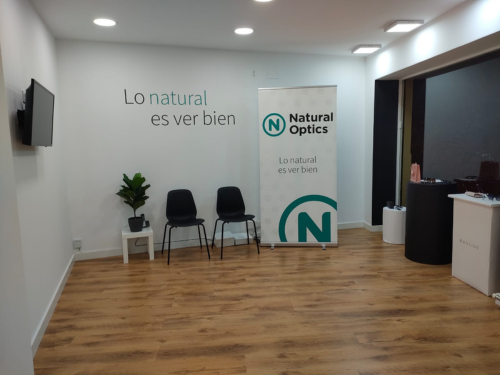 Lo natural
es ver bien
N Natural
Optics
Lo natural
es ver bien
N